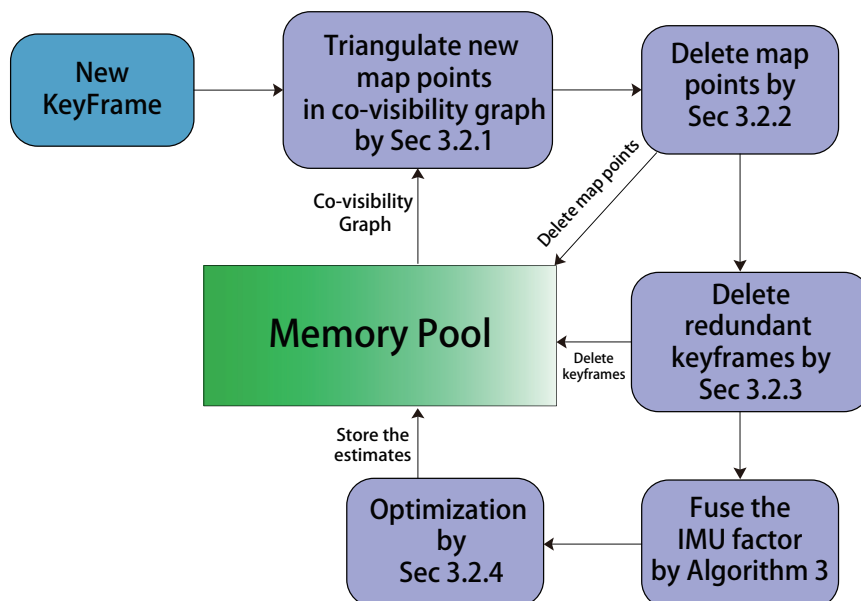 New
KeyFrame
Triangulate new
map points
in co-visibility graph
by Sec 3.2.1
Delete map
points by
Sec 3.2.2
Co-visibility
Graph
Delete map points
Memory Pool
Delete
redundant
keyframes by
Sec 3.2.3
Delete
keyframes
Store the
estimates
Optimization
by
Sec 3.2.4
Fuse the
IMU factor
by Algorithm 3